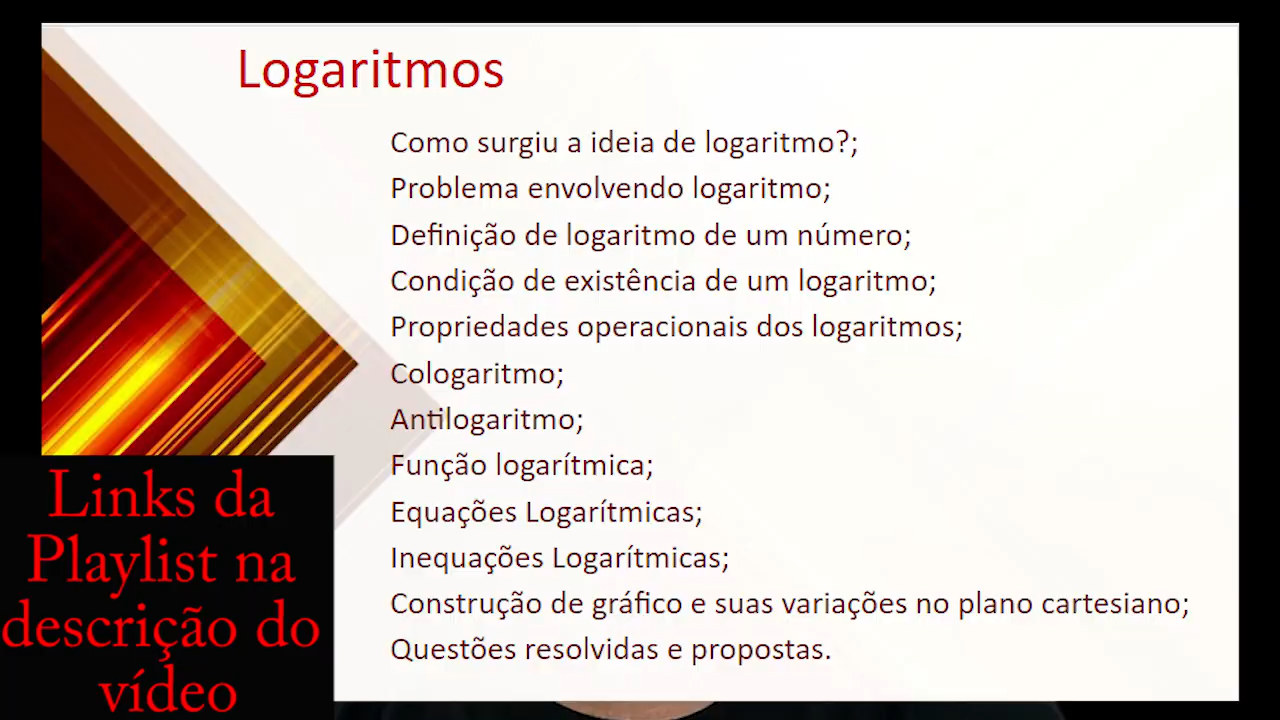 Logaritmos
Como surgiu a ideia de logaritmo?;
Problema envolvendo logaritmo;
Definição de logaritmo de um número;
Condição de existência de um logaritmo;
Propriedades operacionais dos logaritmos;
Cologaritmo;
Antilogaritmo;
Função logarítmica;
Equações Logarítmicas;
Inequações Logarítmicas;
Construção de gráfico e suas variações no plano cartesiano;
Questões resolvidas e propostas.
Links da
Playlist na
descrição do
vídeo